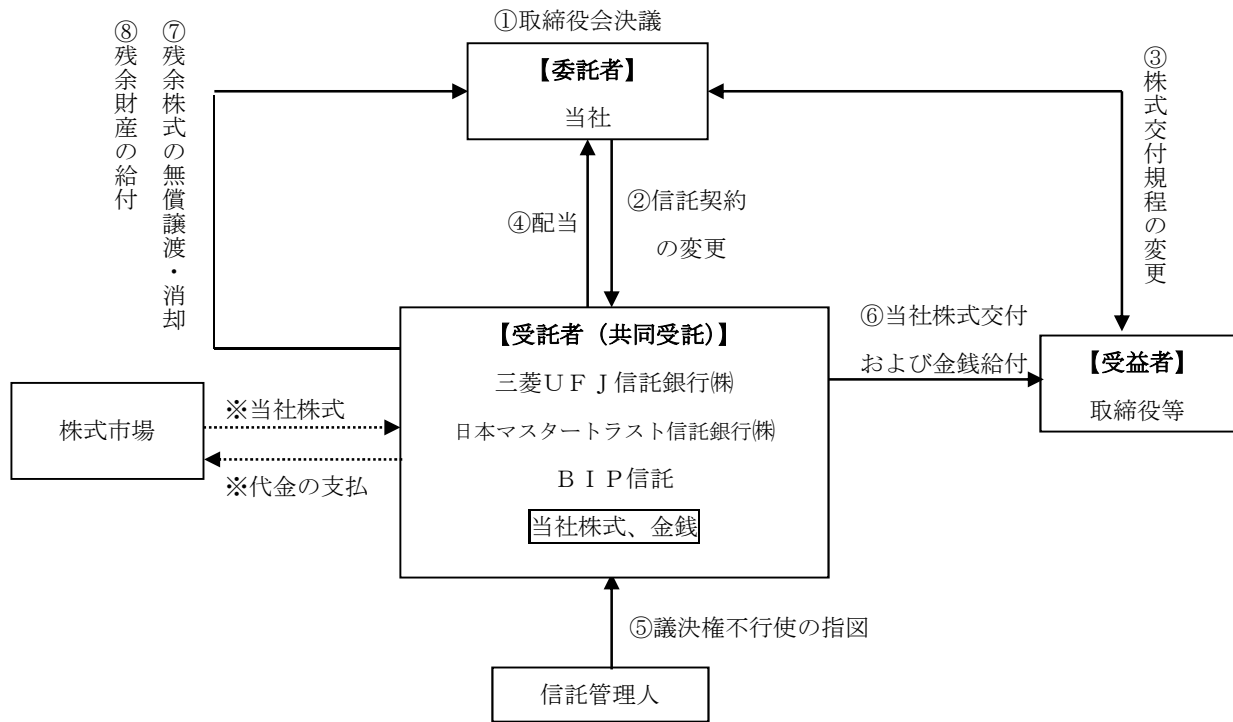 ①取締役会決議
【委託者】
当社
⑧残余財産の給付
⑦残余株式の無償譲渡・消却
③株式交付規程の変更
④配当
②信託契約
の変更
【受託者（共同受託）】
三菱ＵＦＪ信託銀行㈱
日本マスタートラスト信託銀行㈱
ＢＩＰ信託
当社株式、金銭
⑥当社株式交付
および金銭給付
【受益者】
取締役等
株式市場
※当社株式
※代金の支払
⑤議決権不行使の指図
信託管理人